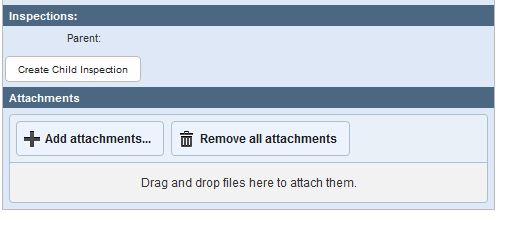 Inspections:
Parent:
Create Child Inspection
Attachments
Add attachments... Remove all attachments
Drag and drop files here to attach them.